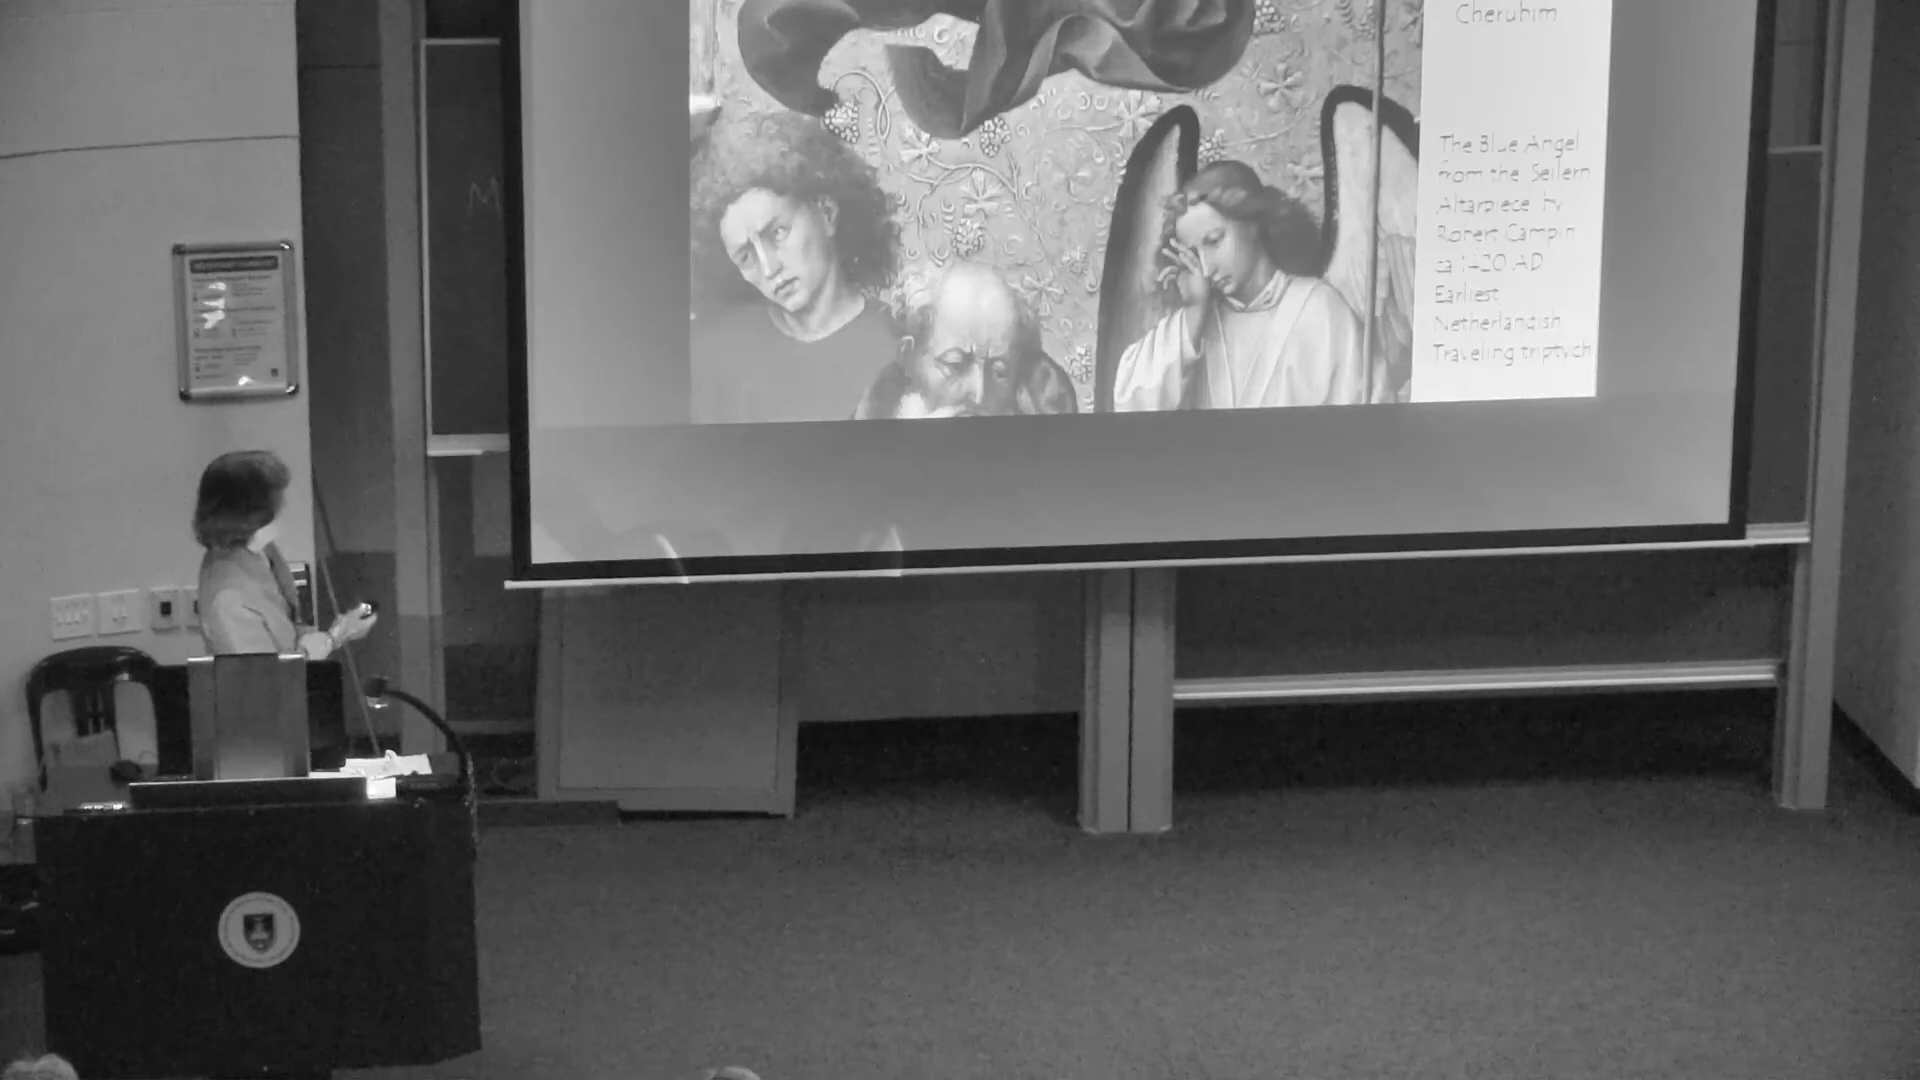 Cherubim
The Blue Angel
from the Seilern
Altarpiece by
Robert Campin
ca 1420 AD
Earliest
Netherlandish
Traveling triptych
M